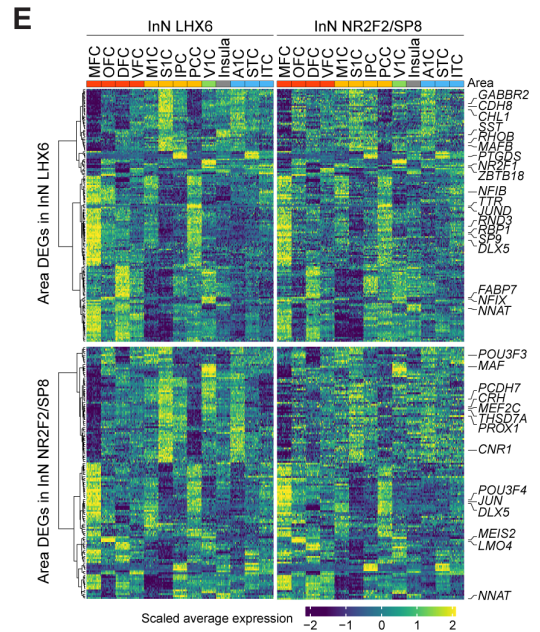 E
InN LHX6
InN NR2F2/SP8
MFC OFC DFC VFC M1C S1C IPC PCC V1C Insula A1C STC ITC
MFC OFC DFC VFC M1C S1C IPC PCC V1C Insula A1C STC ITC
Area
Area DEGs in InN LHX6
GABBR2
CDH8
CHL1
SST
RHOB
MAFB
PTGDS
NR2F1
ZBTB18
NFIB
TTR
JUND
RND3
RBP1
SP9
DLX5
FABP7
NFIX
NNAT
Area DEGs in InN NR2F2/SP8
POU3F3
MAF
PCDH7
CRH
MEF2C
THSD7A
PROX1
CNR1
POU3F4
JUN
DLX5
MEIS2
LMO4
NNAT
Scaled average expression
−2 −1 0 1 2